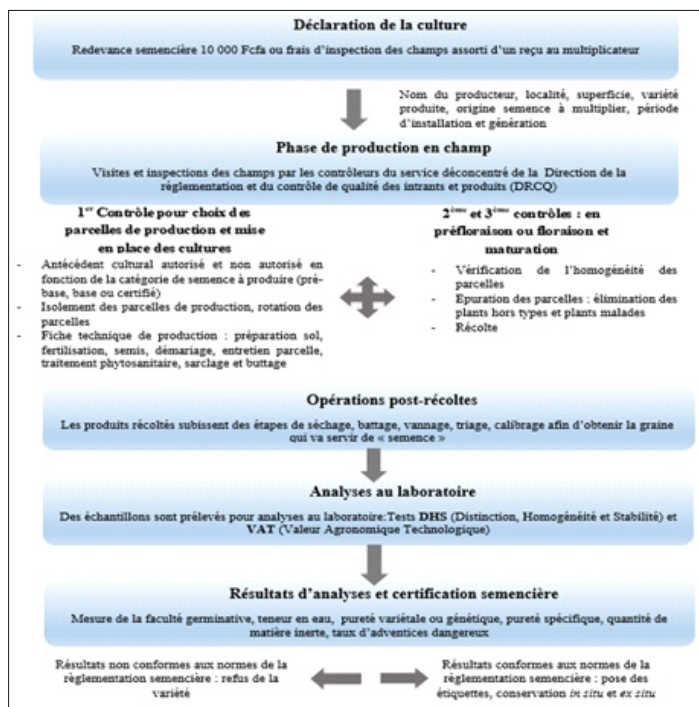 Déclaration de la culture
Redevance semencière 10 000 Fcfa ou frais d'inspection des champs assorti d'un reçu au multiplicateur
Nom du producteur, localité, superficie, variété
produite, origine semence à multiplier, période
d'installation et génération
Phase de production en champ
Visites et inspections des champs par les contrôleurs du service déconcentré de la Direction de la
règlementation et du contrôle de qualité des intrants et produits (DRCQ)
1er Contrôle pour choix des
parcelles de production et mise
en place des cultures
- Antécédent cultural autorisé et non autorisé en
fonction de la catégorie de semence à produire (pré-
base, base ou certifié)
- Isolement des parcelles de production, rotation des
parcelles
- Fiche technique de production : préparation sol,
fertilisation, semis, démariage, entretien parcelle,
traitement phytosanitaire, sarclage et buttage
2ème et 3ème contrôles : en
préfloraison ou floraison et
maturation
- Vérification de l'homogénéité des
parcelles
- Epuration des parcelles : élimination des
plants hors types et plants malades
- Récolte
Opérations post-récoltes
Les produits récoltés subissent des étapes de séchage, battage, vannage, triage, calibrage afin d'obtenir la graine
qui va servir de « semence »
Analyses au laboratoire
Des échantillons sont prélevés pour analyses au laboratoire:Tests DHS (Distinction, Homogénéité et Stabilité) et
VAT (Valeur Agronomique Technologique)
Résultats d'analyses et certification semencière
Mesure de la faculté germinative, teneur en eau, pureté variétale ou génétique, pureté spécifique, quantité de
matière inerte, taux d'adventices dangereux
Résultats non conformes aux normes de la
règlementation semencière : refus de la
variété
Résultats conformes aux normes de la
règlementation semencière : pose des
étiquettes, conservation in situ et ex situ